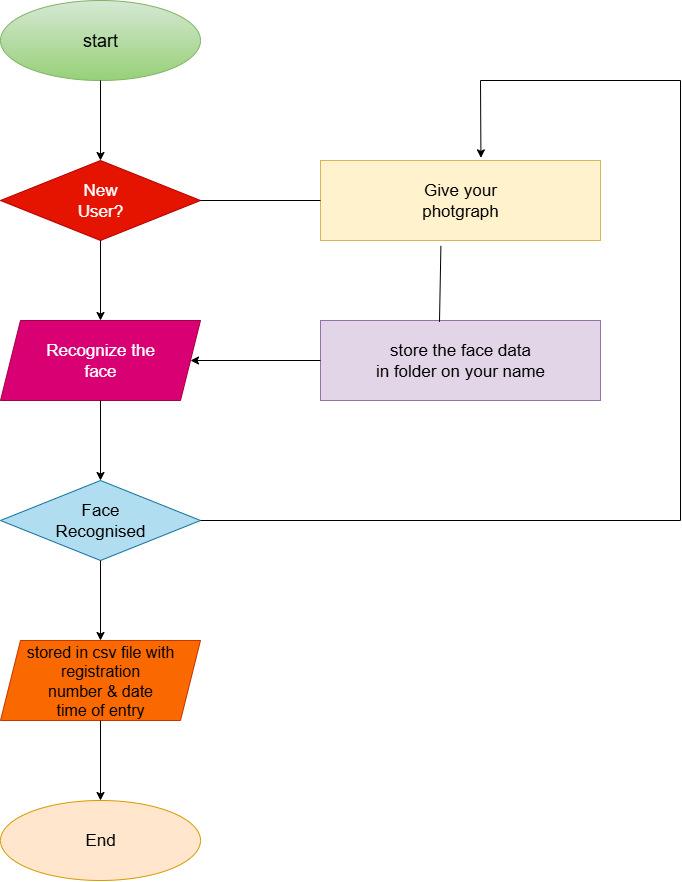 start
New
User?
Give your
photgraph
Recognize the
face
store the face data
in folder on your name
Face
Recognised
stored in csv file with
registration
number & date
time of entry
End